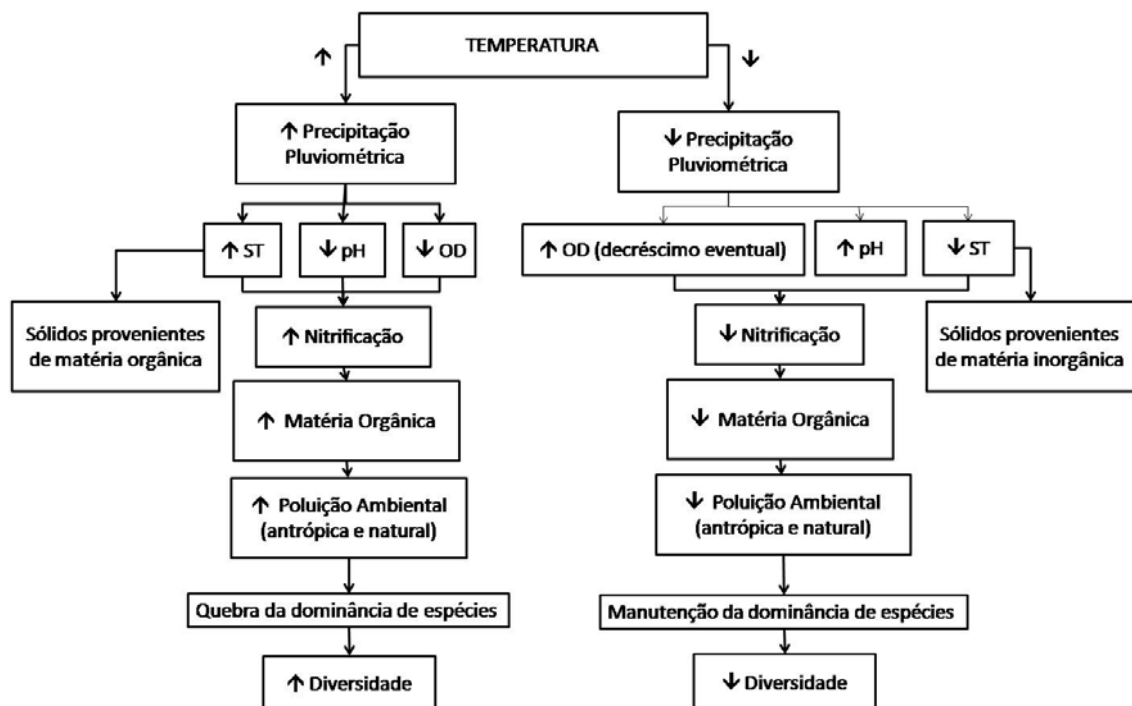 TEMPERATURA
↑ ↓
↑ Precipitação
Pluviométrica
↓ Precipitação
Pluviométrica
↑ ST
↓ pH
↓ OD
↑ OD (decréscimo eventual)
↑ pH
↓ ST
Sólidos provenientes
de matéria orgânica
↑ Nitrificação
↓ Nitrificação
Sólidos provenientes
de matéria inorgânica
↑ Matéria Orgânica
↓ Matéria Orgânica
↑ Poluição Ambiental
(antrópica e natural)
↓ Poluição Ambiental
(antrópica e natural)
Quebra da dominância de espécies
Manutenção da dominância de espécies
↑ Diversidade
↓ Diversidade